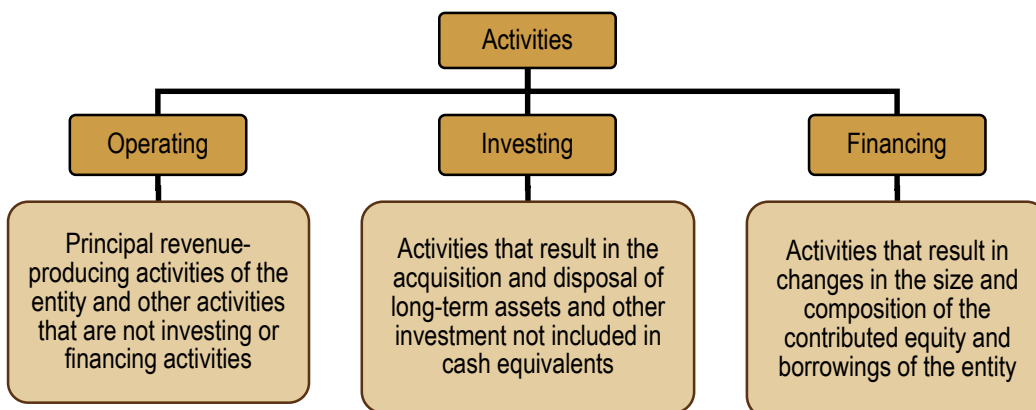 Activities
Operating
Investing
Financing
Principal revenue-
producing activities of the
entity and other activities
that are not investing or
financing activities
Activities that result in the
acquisition and disposal of
long-term assets and other
investment not included in
cash equivalents
Activities that result in
changes in the size and
composition of the
contributed equity and
borrowings of the entity